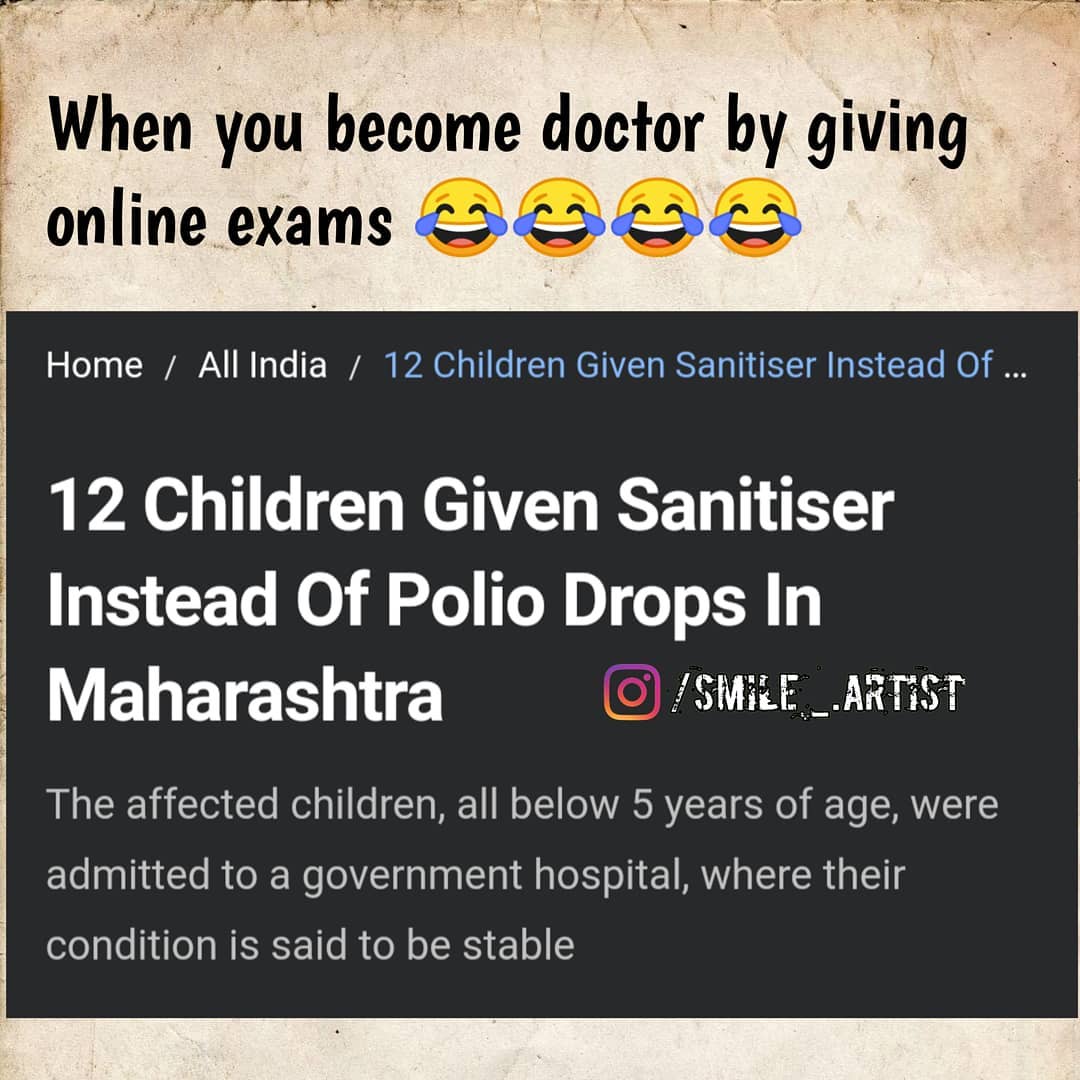 When you become doctor by giving
online exams 😂😂😂😂
Home / All India / 12 Children Given Sanitiser Instead Of ...
12 Children Given Sanitiser
Instead Of Polio Drops In
Maharashtra
/SMILE_.ARTIST
The affected children, all below 5 years of age, were
admitted to a government hospital, where their
condition is said to be stable